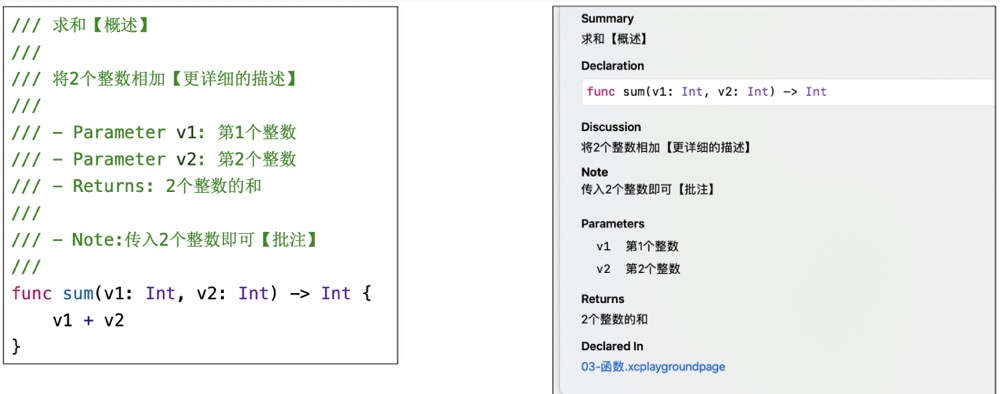 /// 求和【概述】
///
/// 将2个整数相加【更详细的描述】
///
/// - Parameter v1: 第1个整数
/// - Parameter v2: 第2个整数
/// - Returns: 2个整数的和
///
/// - Note:传入2个整数即可【批注】
///
func sum(v1: Int, v2: Int) -> Int {
    v1 + v2
}
Summary
求和【概述】
Declaration
func sum(v1: Int, v2: Int) -> Int
Discussion
将2个整数相加【更详细的描述】
Note
传入2个整数即可【批注】
Parameters
v1 第1个整数
v2 第2个整数
Returns
2个整数的和
Declared In
03-函数.xcplaygroundpage